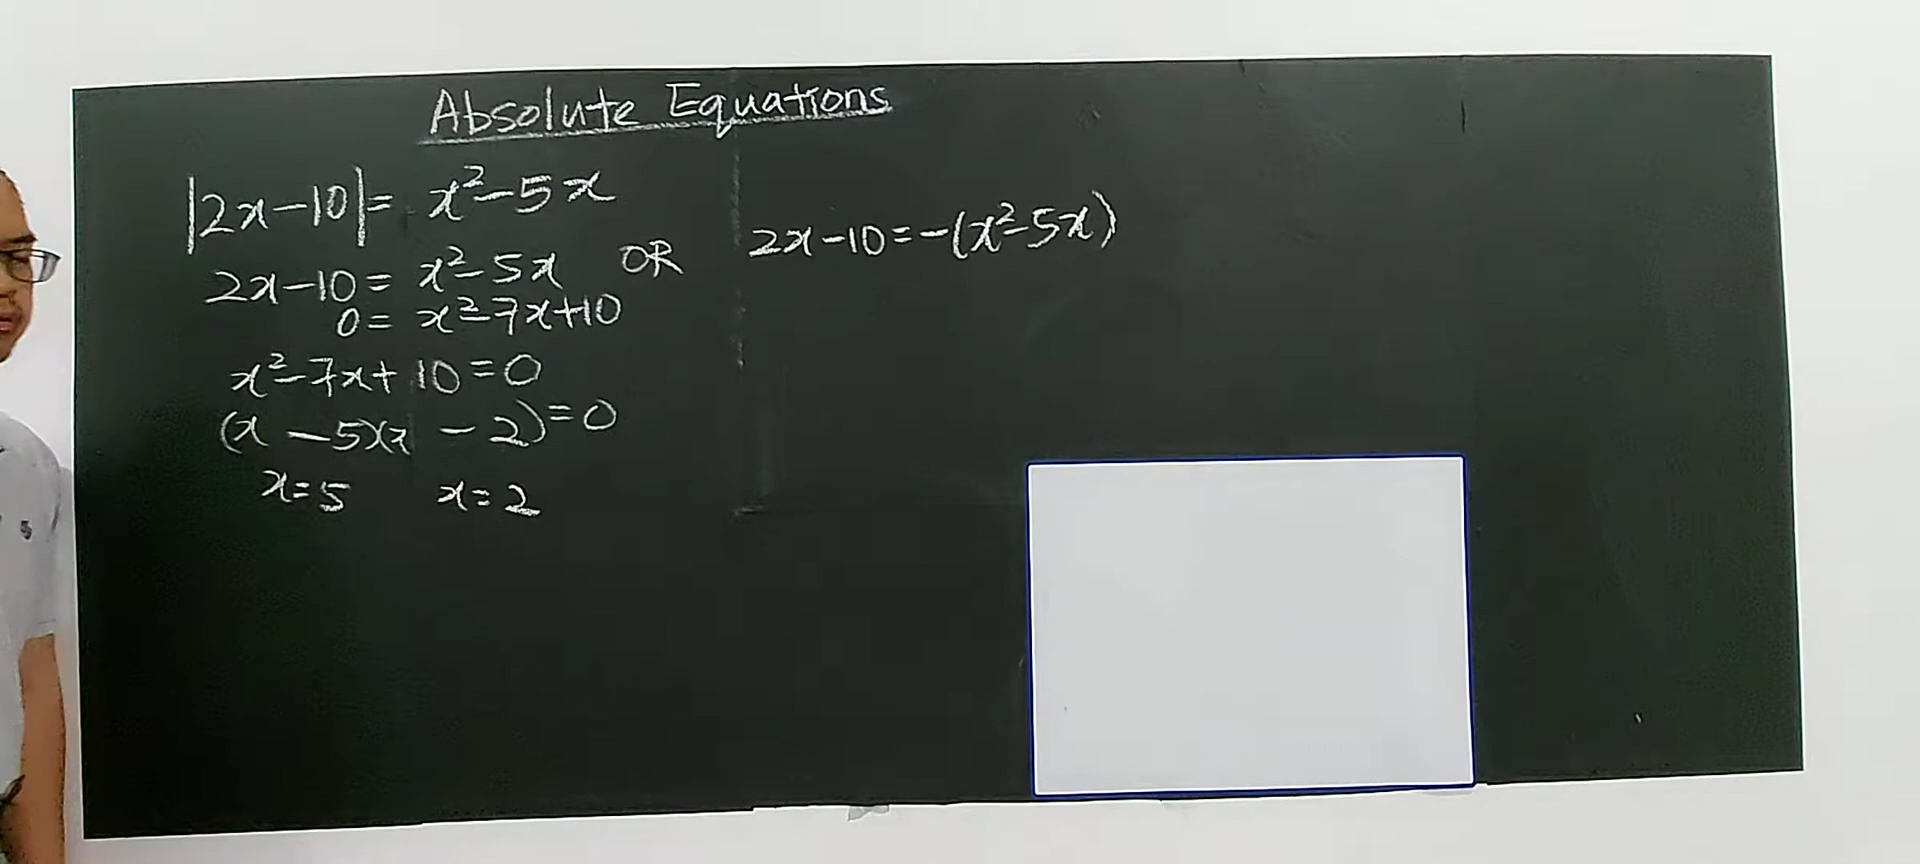 Absolute Equations
|2x-10|= x²-5x
2x-10= x²-5x OR 2x-10=-(x²-5x)
0= x²-7x+10
x²-7x+10=0
(x -5)(x -2)=0
x=5 x=2